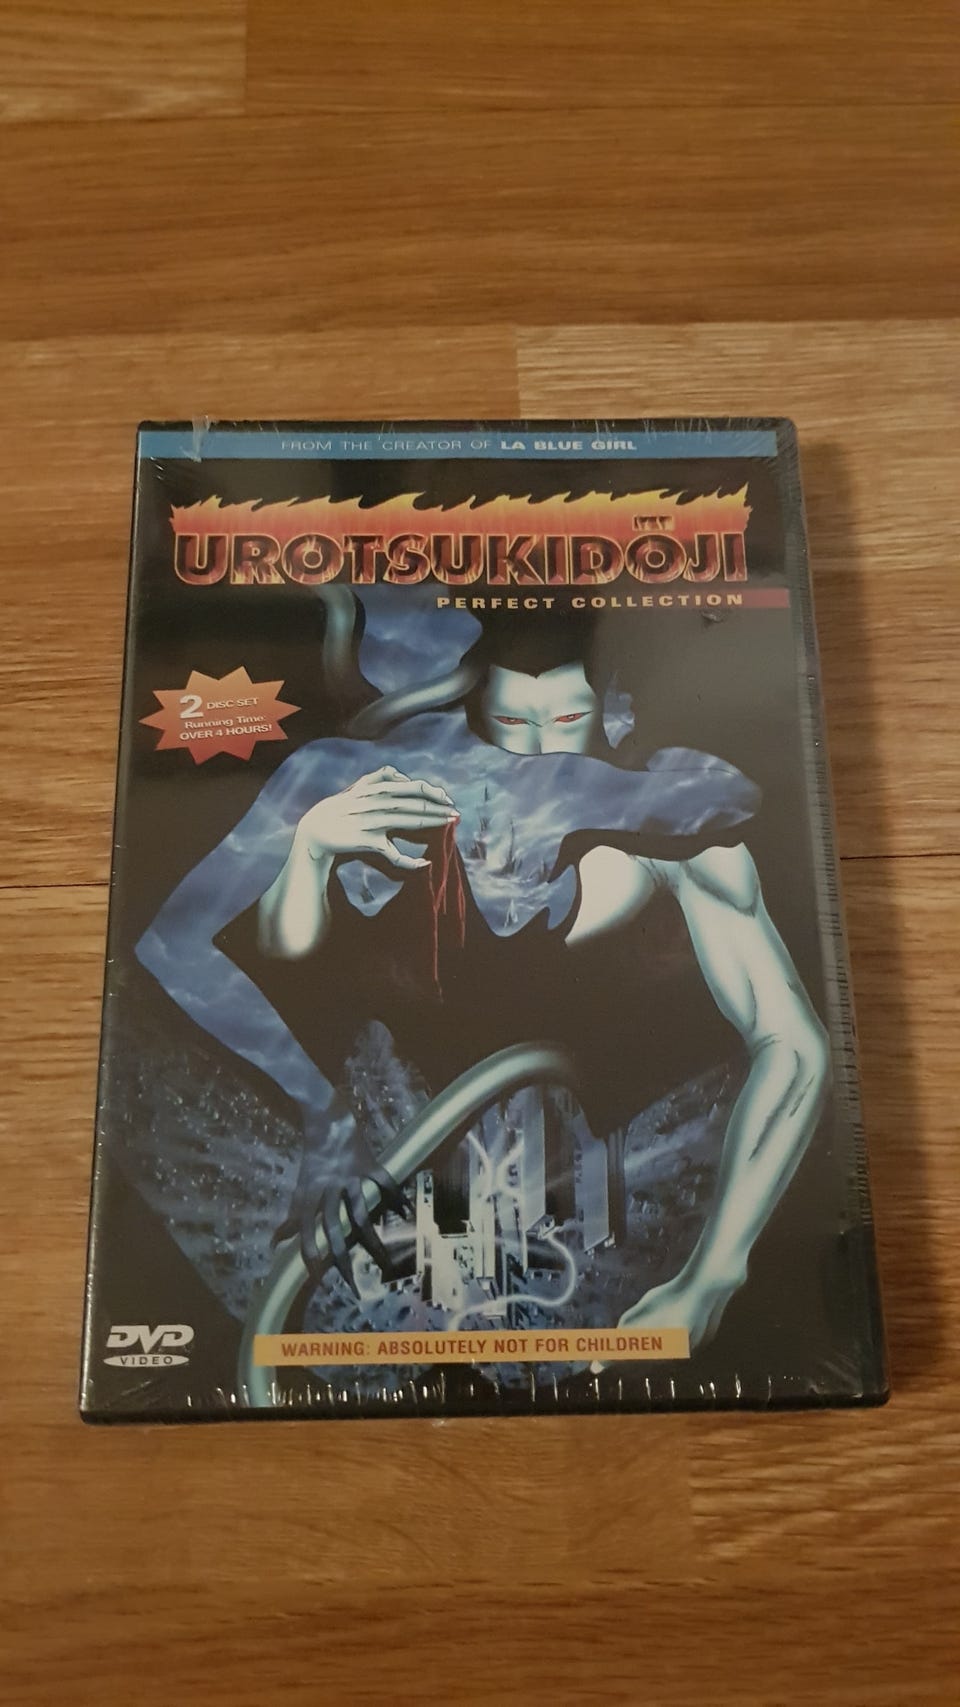 FROM THE CREATOR OF LA BLUE GIRL
UROTSUKIDOJI
PERFECT COLLECTION
2 DISC SET
Running Time:
OVER 4 HOURS!
DVD
VIDEO
WARNING: ABSOLUTELY NOT FOR CHILDREN